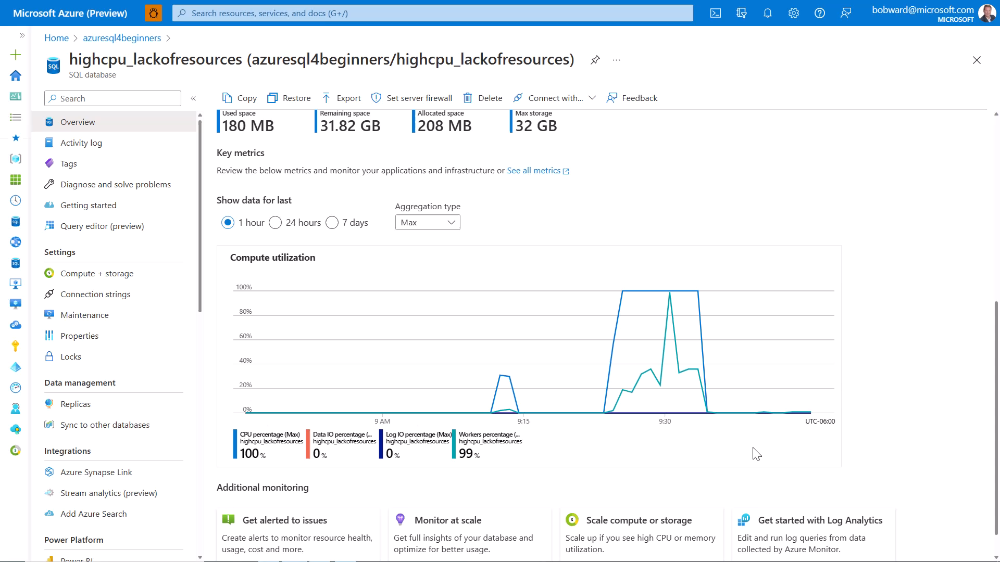 Microsoft Azure (Preview)
Search resources, services, and docs (G+/)
bobward@microsoft.com
MICROSOFT
Home
azuresql4beginners
highcpu_lackofresources (azuresql4beginners/highcpu_lackofresources)
SQL
SQL database
Search
Copy
Restore
Export
Set server firewall
Delete
Connect with...
Feedback
Overview
Activity log
Tags
Diagnose and solve problems
Getting started
Query editor (preview)
Settings
Compute + storage
Connection strings
Maintenance
Properties
Locks
Data management
Replicas
Sync to other databases
Integrations
Azure Synapse Link
Stream analytics (preview)
Add Azure Search
Power Platform
Power BI
Used space
180 MB
Remaining space
31.82 GB
Allocated space
208 MB
Max storage
32 GB
Key metrics
Review the below metrics and monitor your applications and infrastructure or See all metrics
Show data for last
1 hour
24 hours
7 days
Aggregation type
Max
Compute utilization
100%
80%
60%
40%
20%
0%
9 AM
9:15
9:30
UTC-06:00
CPU percentage (Max)
highcpu_lackofresources
100 %
Data IO percentage (...
highcpu_lackofresources
0 %
Log IO percentage (Max)
highcpu_lackofresources
0 %
Workers percentage (...
highcpu_lackofresources
99 %
Additional monitoring
Get alerted to issues
Create alerts to monitor resource health,
usage, cost and more.
Monitor at scale
Get full insights of your database and
optimize for better usage.
Scale compute or storage
Scale up if you see high CPU or memory
utilization.
Get started with Log Analytics
Edit and run log queries from data
collected by Azure Monitor.